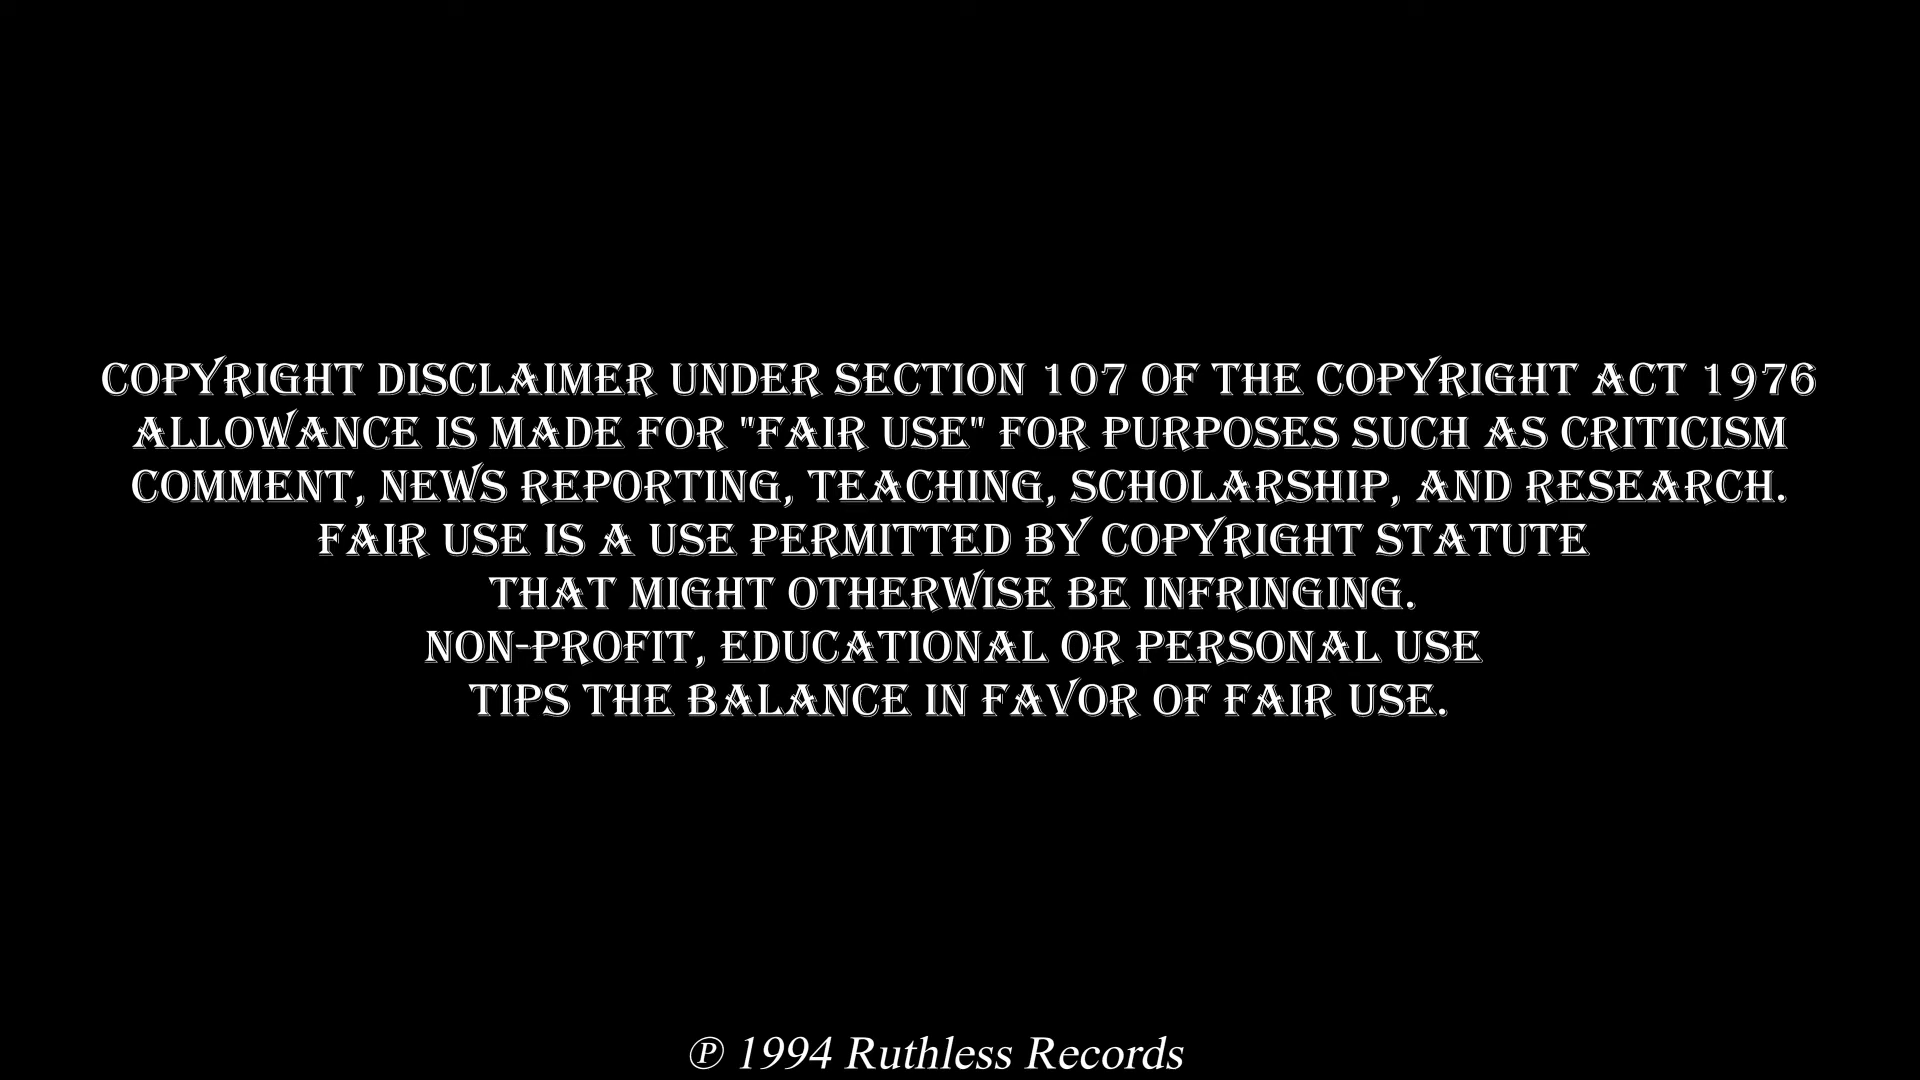 COPYRIGHT DISCLAIMER UNDER SECTION 107 OF THE COPYRIGHT ACT 1976
ALLOWANCE IS MADE FOR "FAIR USE" FOR PURPOSES SUCH AS CRITICISM
COMMENT, NEWS REPORTING, TEACHING, SCHOLARSHIP, AND RESEARCH.
FAIR USE IS A USE PERMITTED BY COPYRIGHT STATUTE
THAT MIGHT OTHERWISE BE INFRINGING.
NON-PROFIT, EDUCATIONAL OR PERSONAL USE
TIPS THE BALANCE IN FAVOR OF FAIR USE.
℗ 1994 Ruthless Records